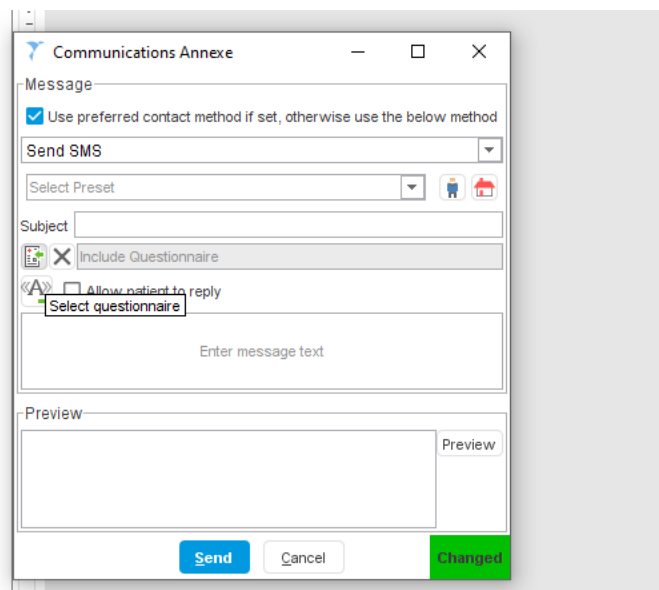 Communications Annexe
Message
Use preferred contact method if set, otherwise use the below method
Send SMS
Select Preset
Subject
Include Questionnaire
«A» Allow patient to reply
Select questionnaire
Enter message text
Preview
Preview
Send Cancel Changed